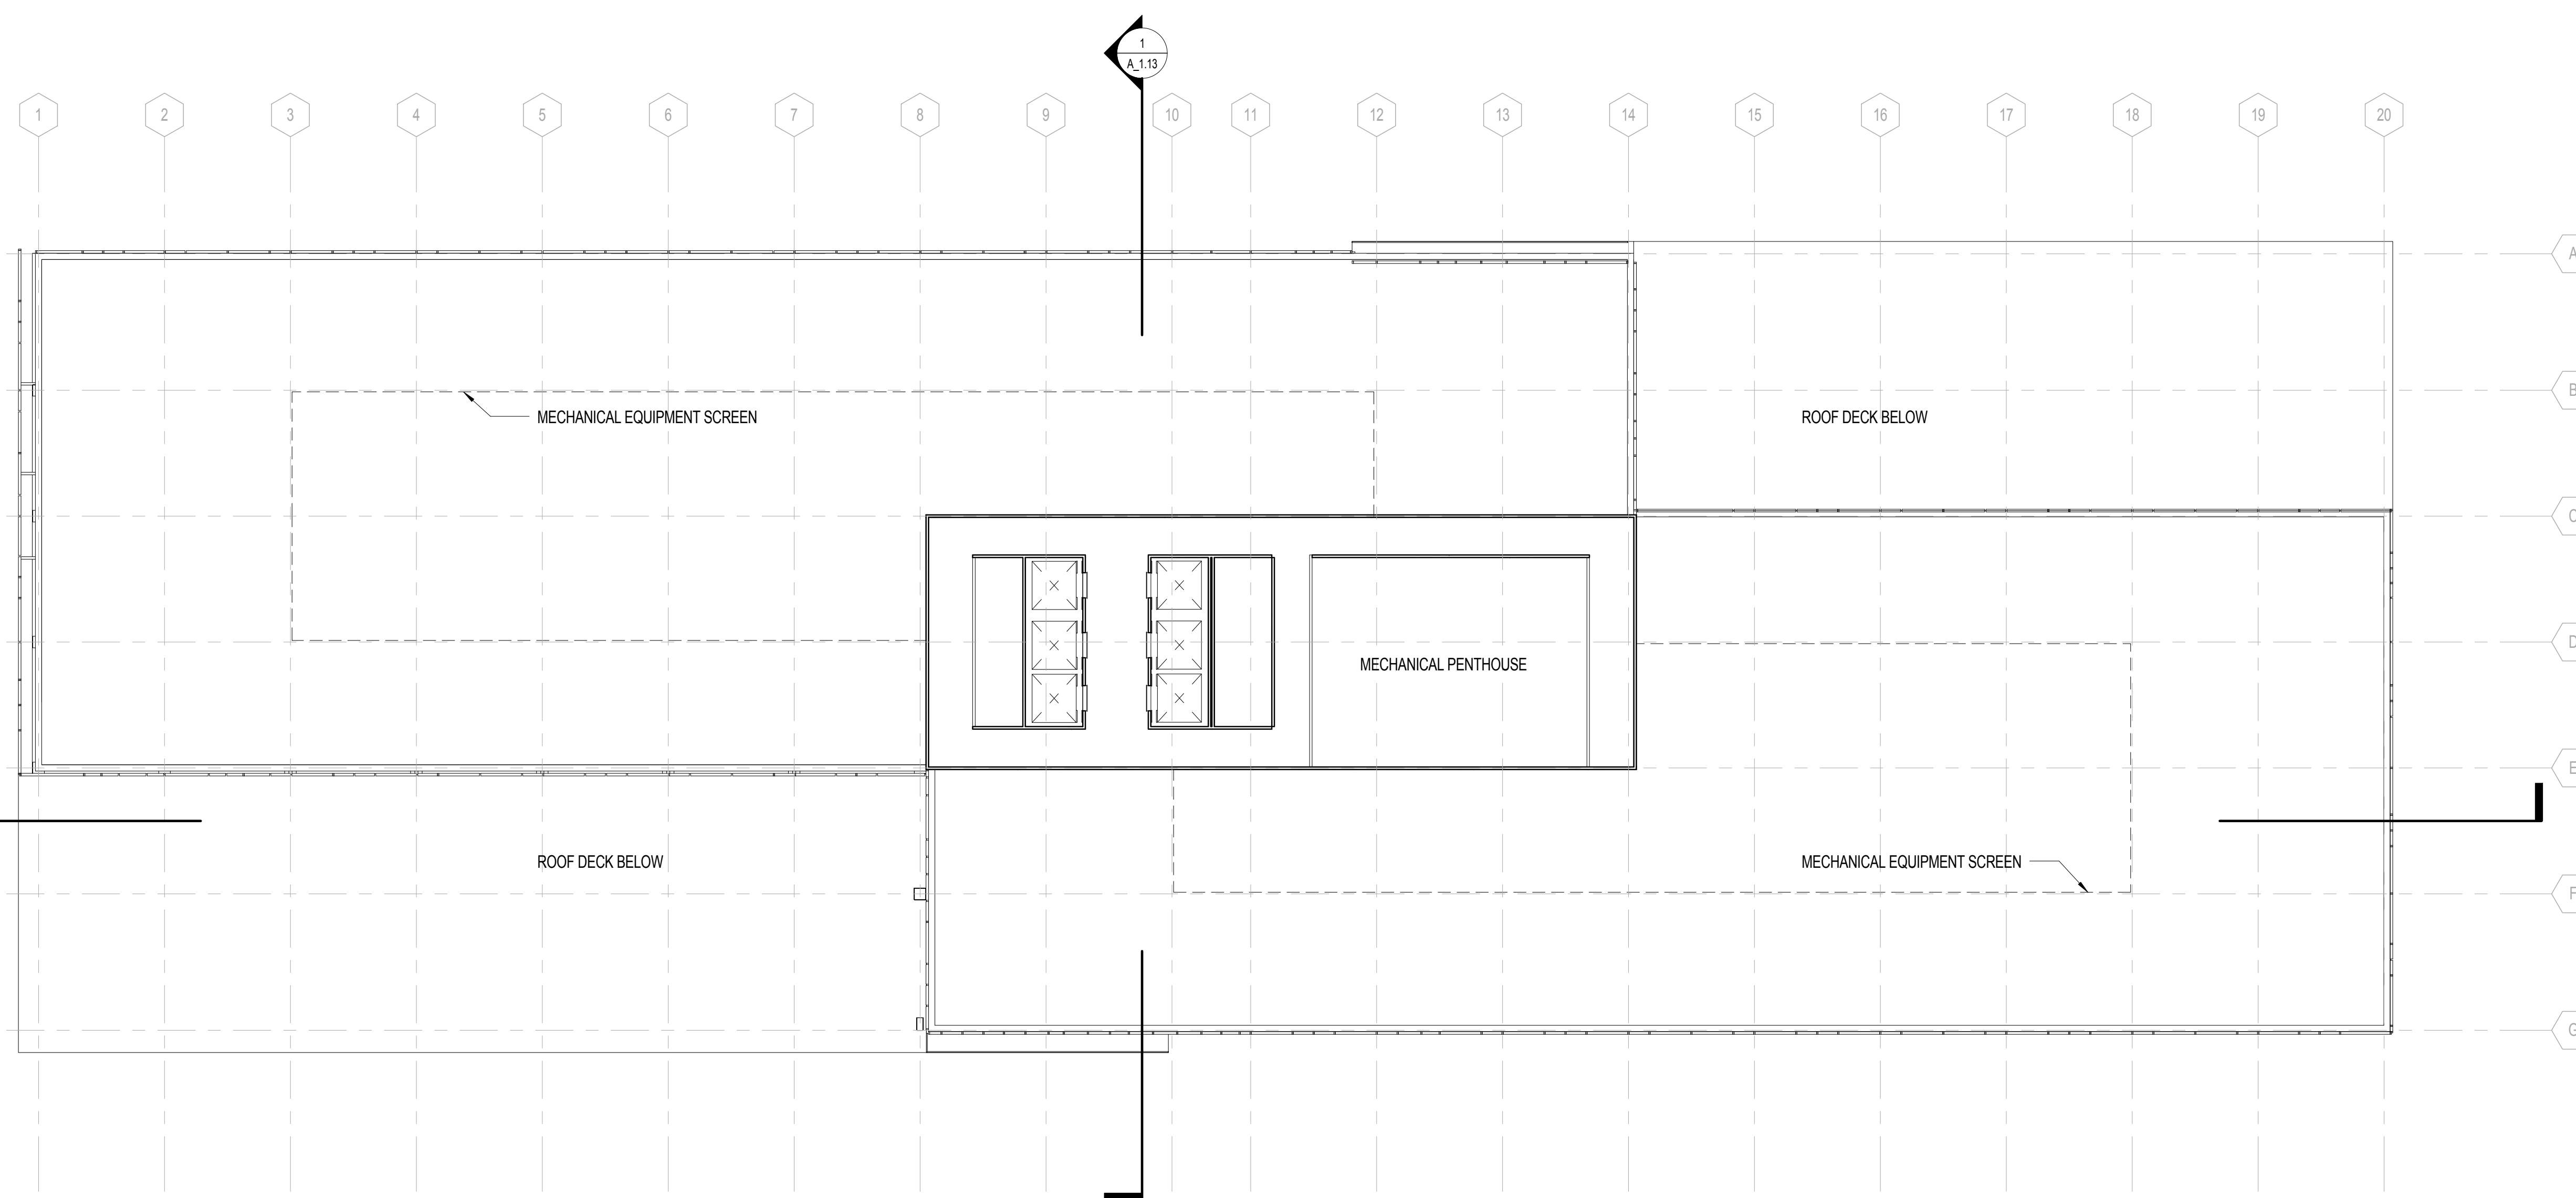 1
A_1.13
1 2 3 4 5 6 7 8 9 10 11 12 13 14 15 16 17 18 19 20
A
B
MECHANICAL EQUIPMENT SCREEN
ROOF DECK BELOW
C
D
MECHANICAL PENTHOUSE
E
ROOF DECK BELOW
MECHANICAL EQUIPMENT SCREEN
F
G